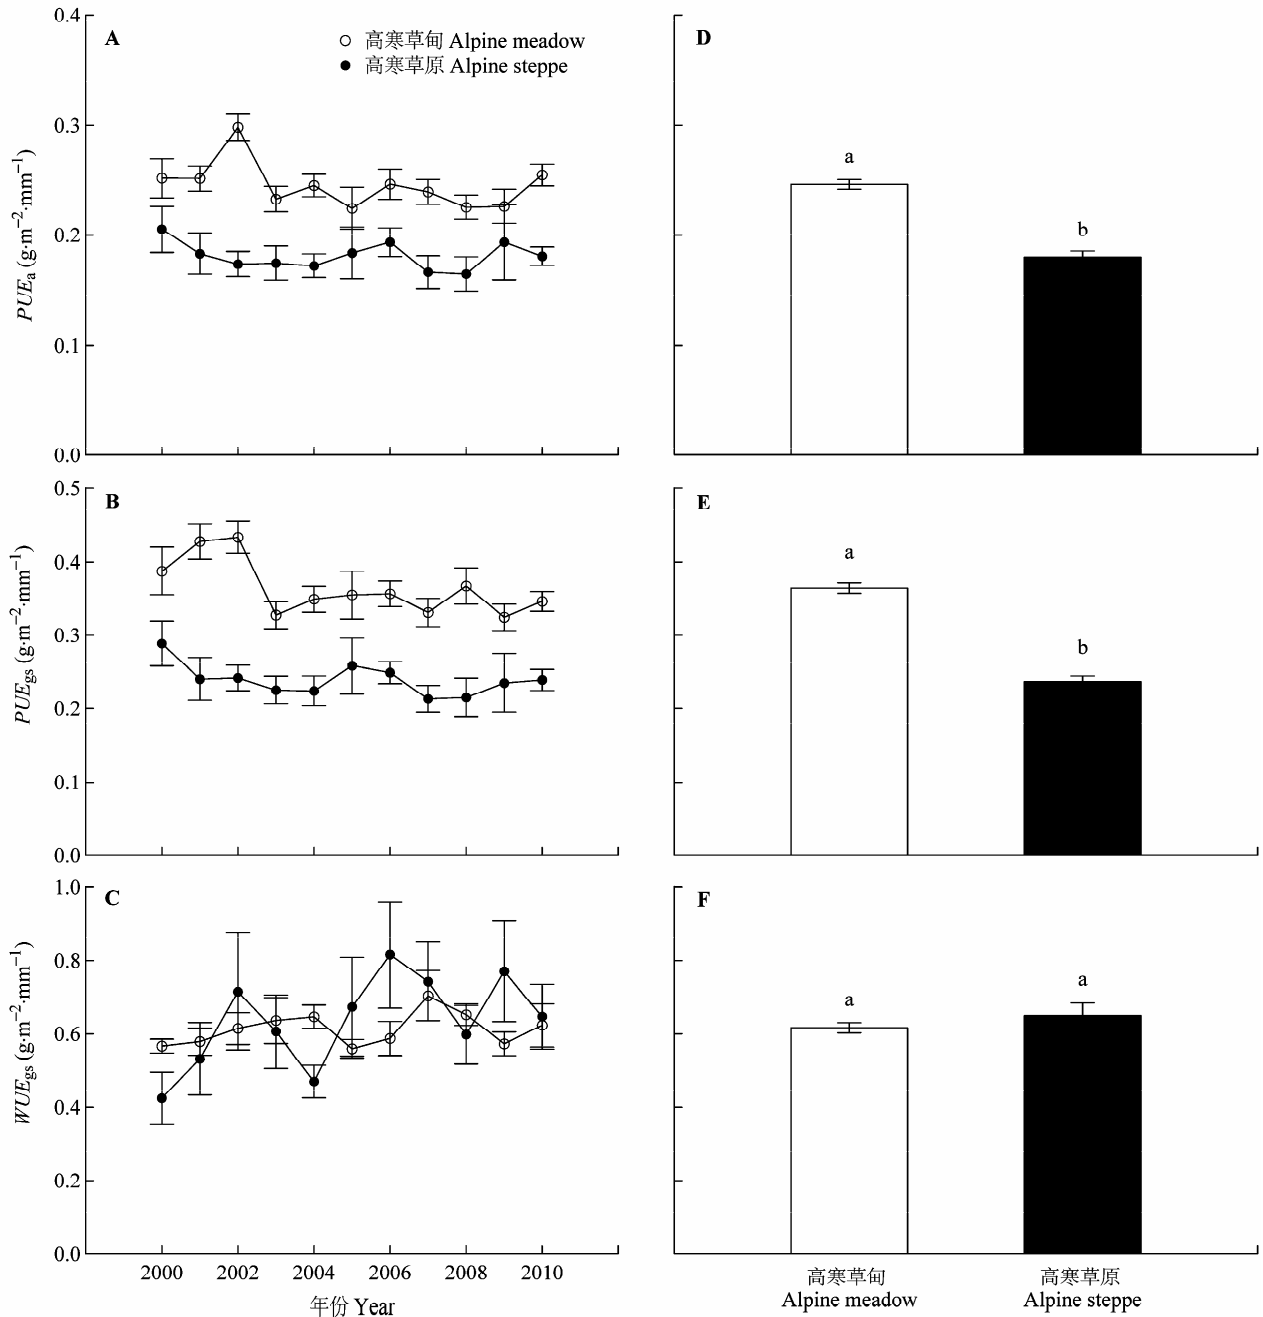 A
高寒草甸 Alpine meadow
高寒草原 Alpine steppe
0.4
0.3
0.2
0.1
0.0
PUEa (g·m−2·mm−1)
D
a
b
B
0.5
0.4
0.3
0.2
0.1
0.0
PUEgs (g·m−2·mm−1)
E
a
b
C
1.0
0.8
0.6
0.4
0.2
0.0
WUEgs (g·m−2·mm−1)
2000 2002 2004 2006 2008 2010
年份 Year
F
a
a
高寒草甸
Alpine meadow
高寒草原
Alpine steppe